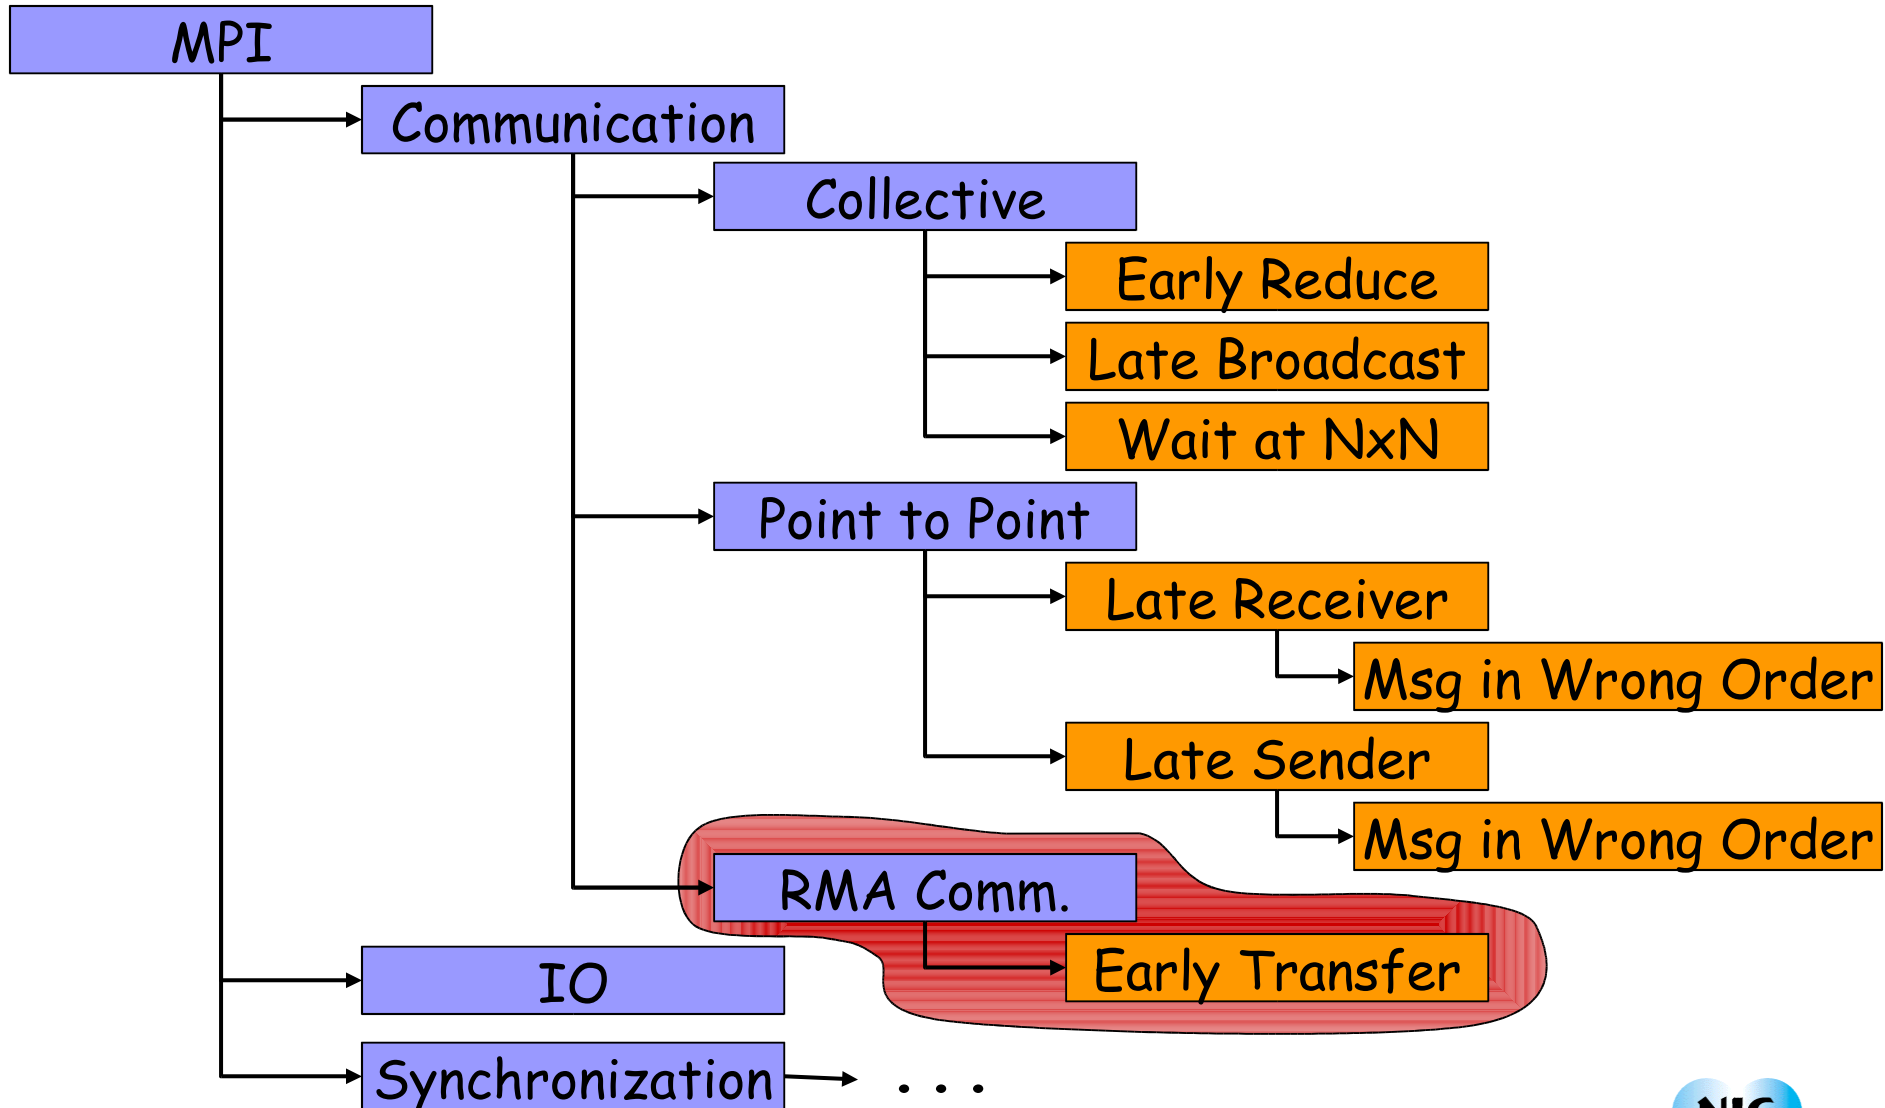 MPI
Communication
Collective
Early Reduce
Late Broadcast
Wait at NxN
Point to Point
Late Receiver
Msg in Wrong Order
Late Sender
Msg in Wrong Order
RMA Comm.
Early Transfer
IO
Synchronization
. . .